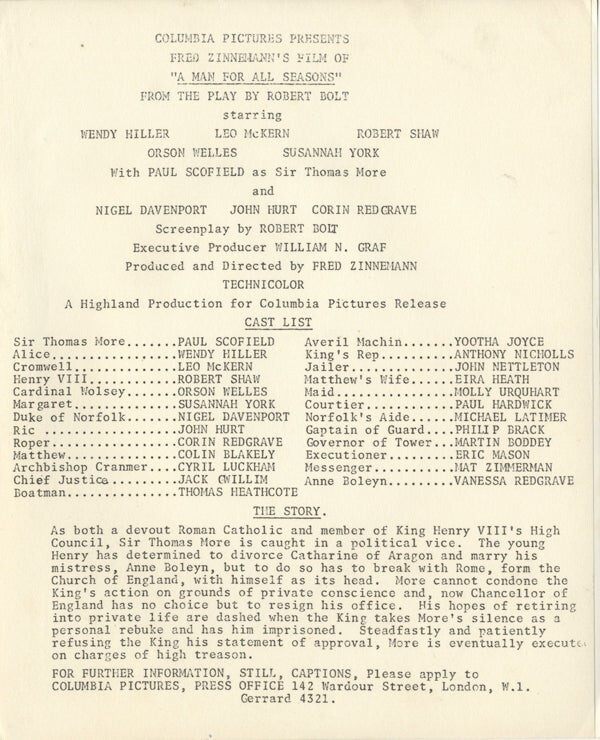 COLUMBIA PICTURES PRESENTS
FRED ZINNEMANN'S FILM OF
"A MAN FOR ALL SEASONS"
FROM THE PLAY BY ROBERT BOLT
starring
WENDY HILLER LEO McKERN ROBERT SHAW
ORSON WELLES SUSANNAH YORK
With PAUL SCOFIELD as Sir Thomas More
and
NIGEL DAVENPORT JOHN HURT CORIN REDGRAVE
Screenplay by ROBERT BOLT
Executive Producer WILLIAM N. GRAF
Produced and Directed by FRED ZINNEMANN
TECHNICOLOR
A Highland Production for Columbia Pictures Release
CAST LIST
Sir Thomas More.......PAUL SCOFIELD
Alice...............WENDY HILLER
Cromwell............LEO McKERN
Henry VIII..........ROBERT SHAW
Cardinal Wolsey.....ORSON WELLES
Margaret............SUSANNAH YORK
Duke of Norfolk.....NIGEL DAVENPORT
Ric ................JOHN HURT
Roper...............CORIN REDGRAVE
Matthew.............COLIN BLAKELY
Archbishop Cranmer....CYRIL LUCKHAM
Chief Justica.......JACK GWILLIM
Boatman.............THOMAS HEATHCOTE
Averil Machin.......YOOTHA JOYCE
King's Rep..........ANTHONY NICHOLLS
Jailer..............JOHN NETTLETON
Matthew's Wife......EIRA HEATH
Maid................MOLLY URQUHART
Courtier............PAUL HARDWICK
Norfolk's Aide......MICHAEL LATIMER
Gaptain of Guard....PHILIP BRACK
Governor of Tower...MARTIN BODDEY
Executioner.........ERIC MASON
Messenger...........MAT ZIMMERMAN
Anne Boleyn.........VANESSA REDGRAVE
THE STORY.
As both a devout Roman Catholic and member of King Henry VIII's High
Council, Sir Thomas More is caught in a political vice. The young
Henry has determined to divorce Catharine of Aragon and marry his
mistress, Anne Boleyn, but to do so has to break with Rome, form the
Church of England, with himself as its head. More cannot condone the
King's action on grounds of private conscience and, now Chancellor of
England has no choice but to resign his office. His hopes of retiring
into private life are dashed when the King takes More's silence as a
personal rebuke and has him imprisoned. Steadfastly and patiently
refusing the King his statement of approval, More is eventually execute
on charges of high treason.
FOR FURTHER INFORMATION, STILL, CAPTIONS, Please apply to
COLUMBIA PICTURES, PRESS OFFICE 142 Wardour Street, London, W.1.
Gerrard 4321.